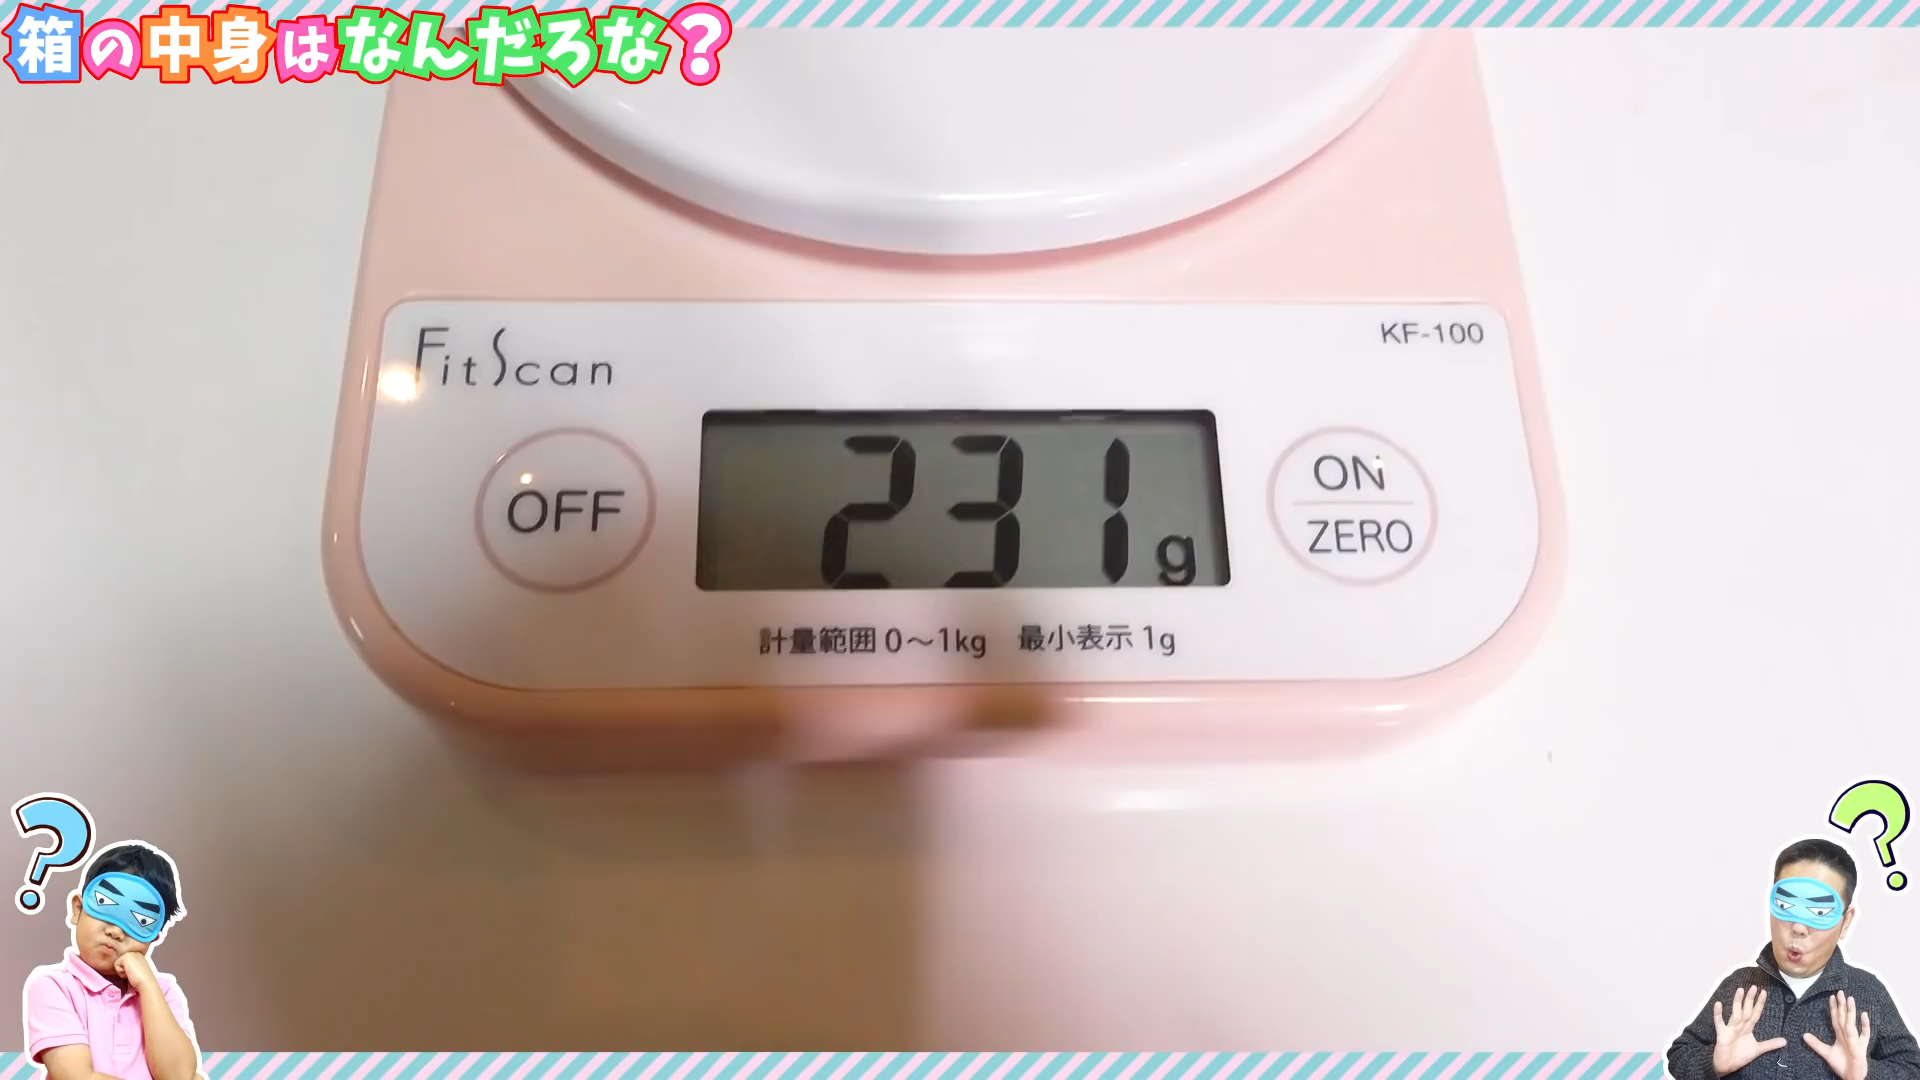 箱の中身はなんだろな?
FitScan
KF-100
OFF
231g
ON
ZERO
計量範囲 0～1kg 最小表示 1g
?
?